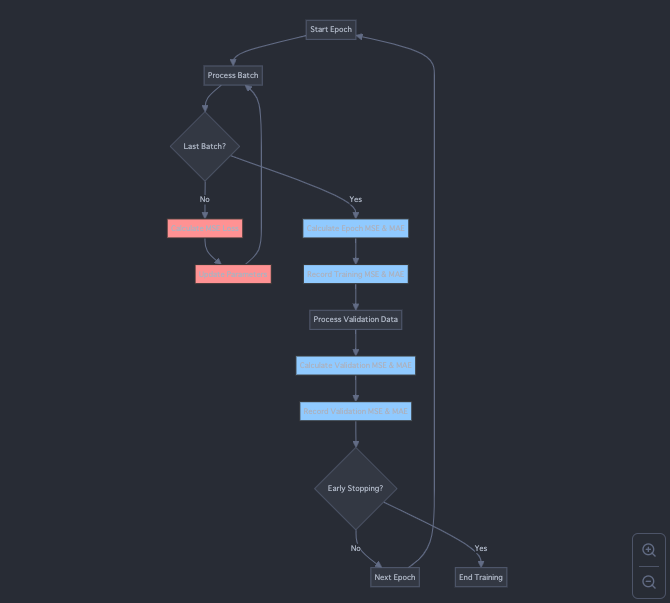 Start Epoch
Process Batch
Last Batch?
No
Yes
Calculate Epoch MSE & MAE
Record Training MSE & MAE
Process Validation Data
Calculate Validation MSE & MAE
Record Validation MSE & MAE
Early Stopping?
No
Yes
Next Epoch
End Training